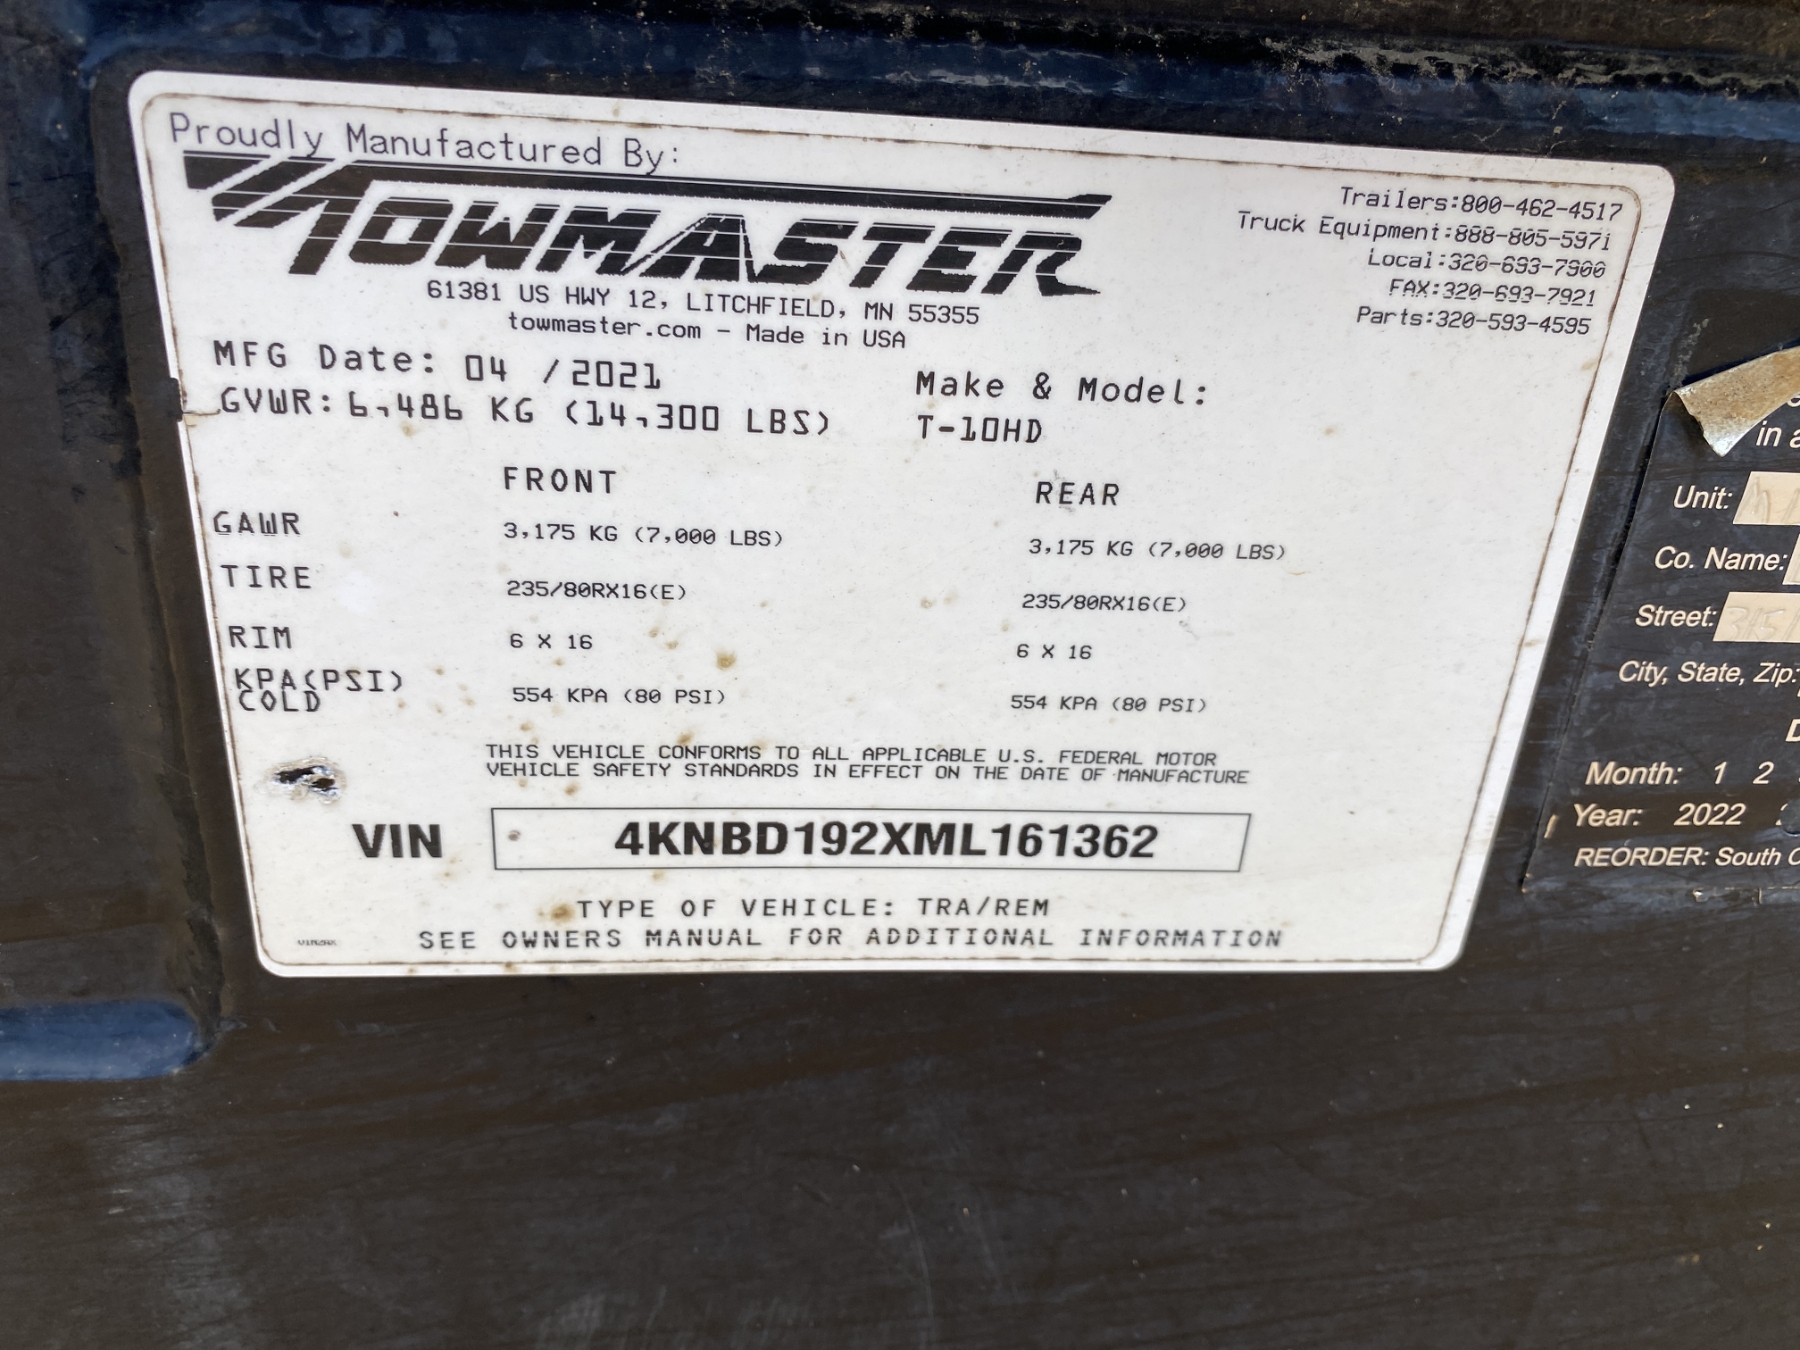 Proudly Manufactured By:
TOWMASTER
61381 US HWY 12, LITCHFIELD, MN 55355
towmaster.com - Made in USA
Trailers:800-462-4517
Truck Equipment:888-805-5971
Local:320-693-7900
FAX:320-693-7921
Parts:320-593-4595
MFG Date: 04 /2021
GVWR: 6,486 KG (14,300 LBS)
Make & Model:
T-10HD
FRONT REAR
GAWR 3,175 KG (7,000 LBS) 3,175 KG (7,000 LBS)
TIRE 235/80RX16(E) 235/80RX16(E)
RIM 6 X 16 6 X 16
KPA(PSI) COLD 554 KPA (80 PSI) 554 KPA (80 PSI)
THIS VEHICLE CONFORMS TO ALL APPLICABLE U.S. FEDERAL MOTOR
VEHICLE SAFETY STANDARDS IN EFFECT ON THE DATE OF MANUFACTURE
VIN 4KNBD192XML161362
TYPE OF VEHICLE: TRA/REM
SEE OWNERS MANUAL FOR ADDITIONAL INFORMATION
in a
Unit:
Co. Name:
Street: 315
City, State, Zip:
D
Month: 1 2
Year: 2022
REORDER: South C